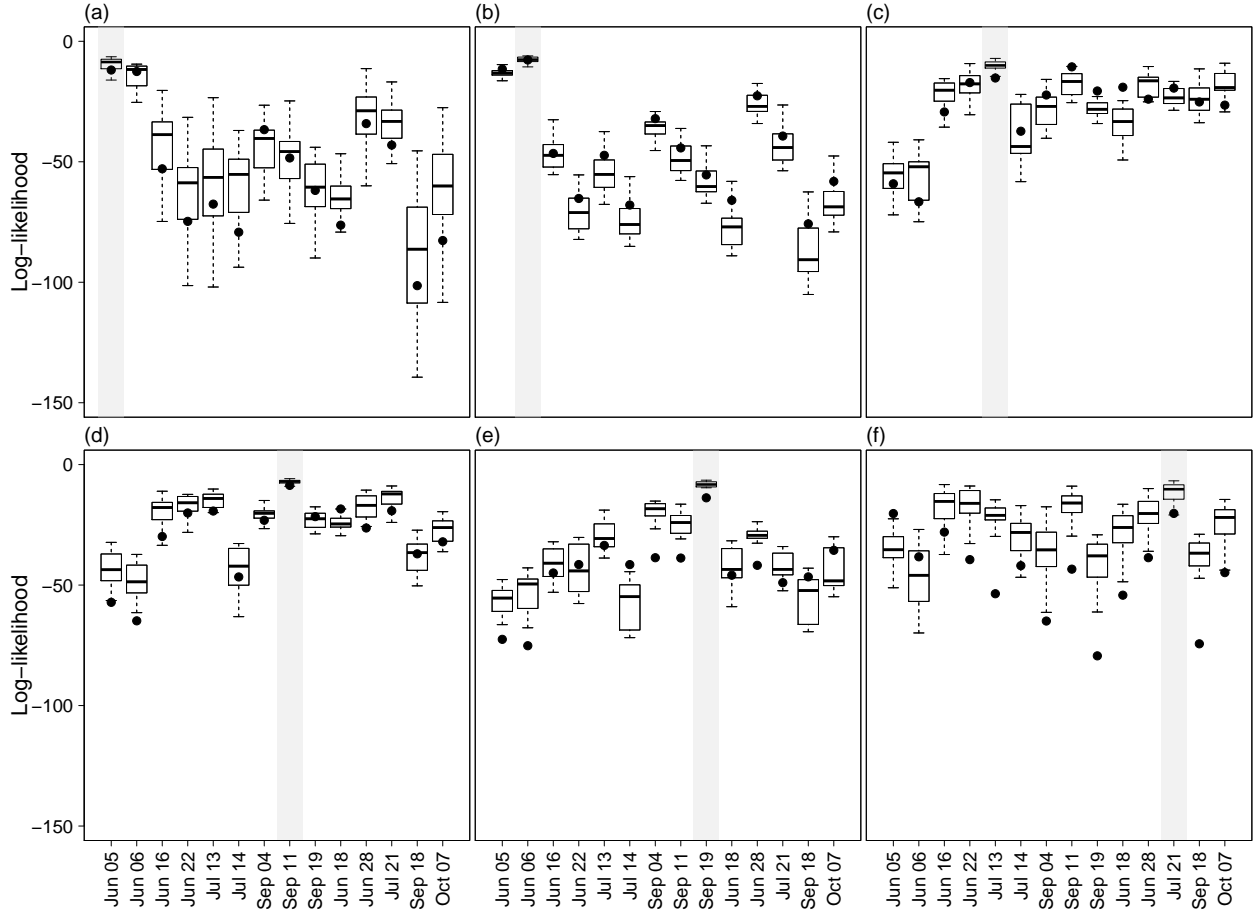 (a)
(b)
(c)
Log−likelihood
0
−50
−100
−150
(d)
(e)
(f)
Log−likelihood
0
−50
−100
−150
Jun 05
Jun 06
Jun 16
Jun 22
Jul 13
Jul 14
Sep 04
Sep 11
Sep 19
Jun 18
Jun 28
Jul 21
Sep 18
Oct 07
Jun 05
Jun 06
Jun 16
Jun 22
Jul 13
Jul 14
Sep 04
Sep 11
Sep 19
Jun 18
Jun 28
Jul 21
Sep 18
Oct 07
Jun 05
Jun 06
Jun 16
Jun 22
Jul 13
Jul 14
Sep 04
Sep 11
Sep 19
Jun 18
Jun 28
Jul 21
Sep 18
Oct 07